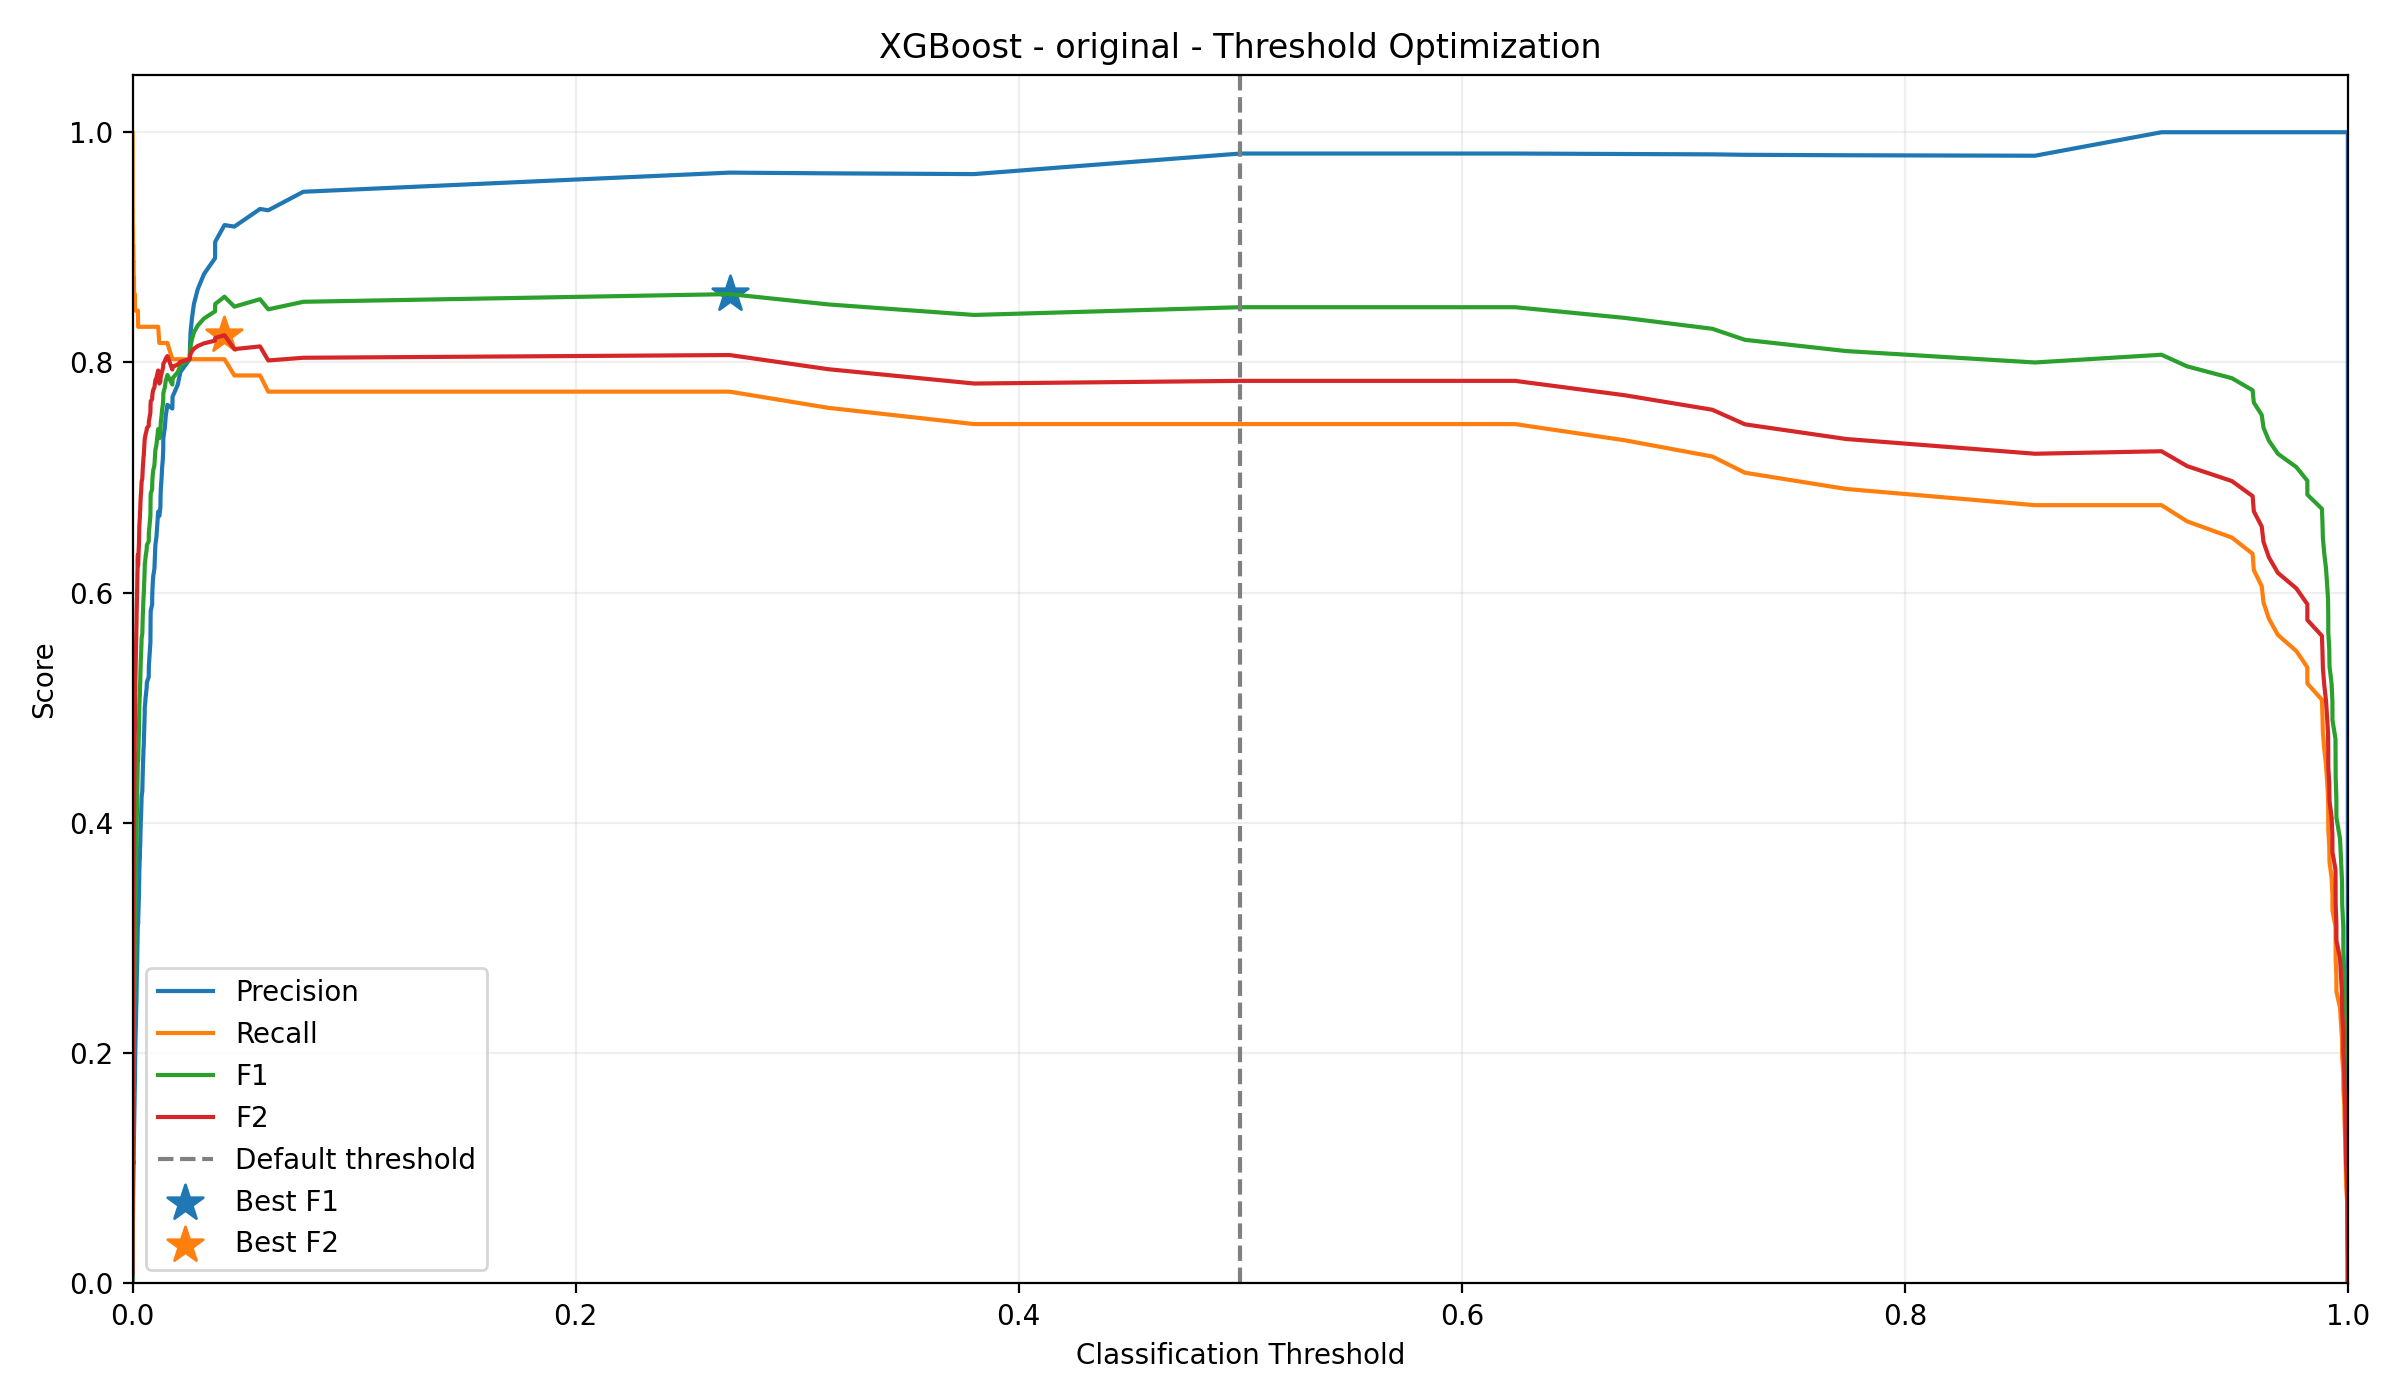 XGBoost - original - Threshold Optimization
1.0
0.8
0.6
0.4
0.2
0.0
Score
Precision
Recall
F1
F2
Default threshold
Best F1
Best F2
0.0 0.2 0.4 0.6 0.8 1.0
Classification Threshold